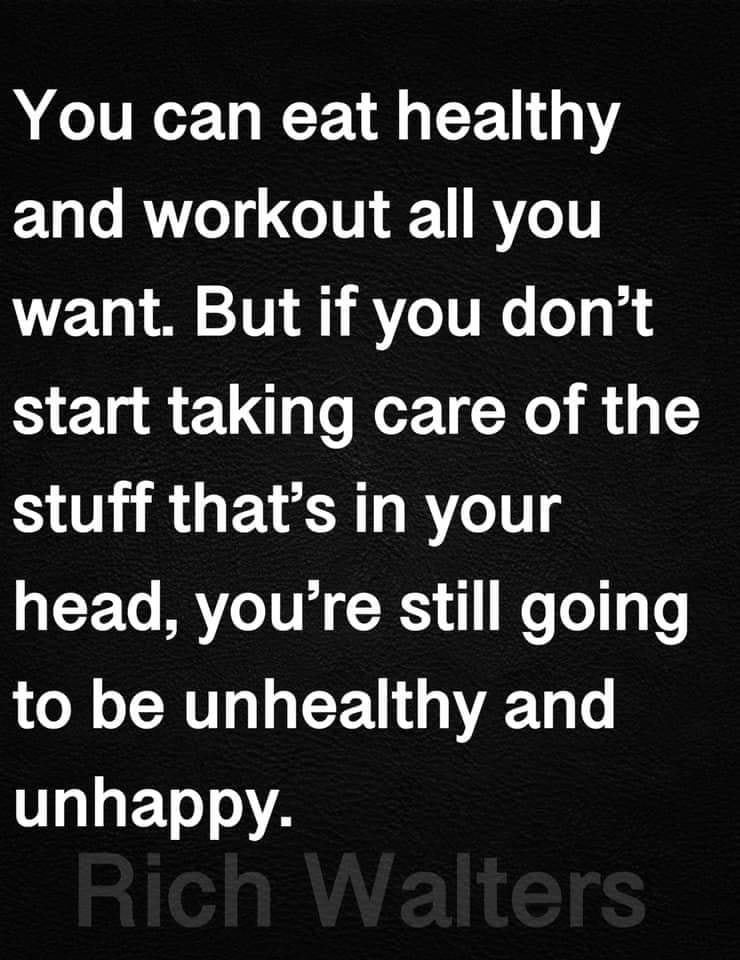 You can eat healthy
and workout all you
want. But if you don’t
start taking care of the
stuff that’s in your
head, you’re still going
to be unhealthy and
unhappy.
Rich Walters